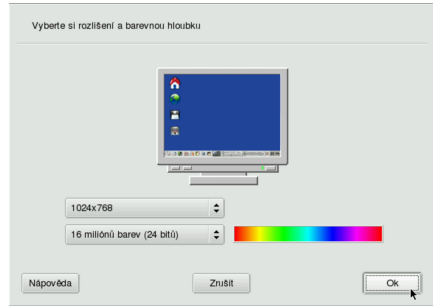 Vyberte si rozlišení a barevnou hloubku
1024x768
16 miliónů barev (24 bitů)
Nápověda
Zrušit
Ok